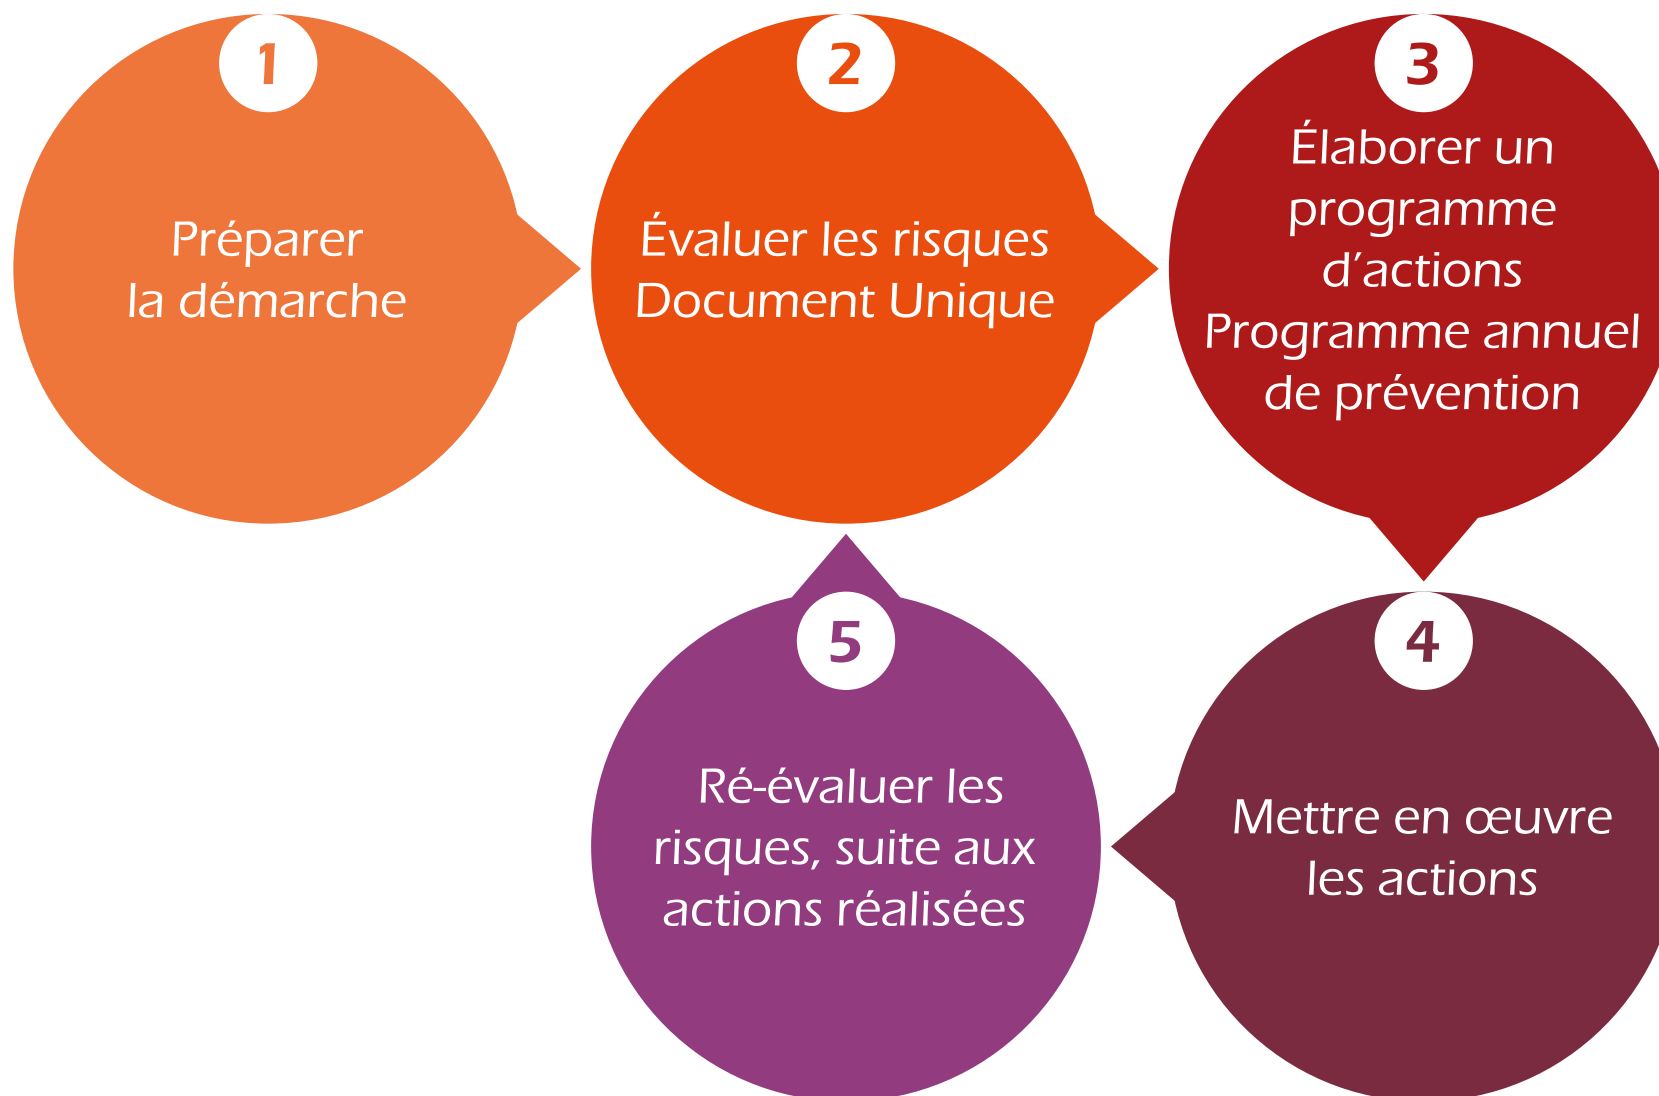 1
Préparer
la démarche
2
Évaluer les risques
Document Unique
3
Élaborer un
programme
d’actions
Programme annuel
de prévention
4
Mettre en œuvre
les actions
5
Ré-évaluer les
risques, suite aux
actions réalisées